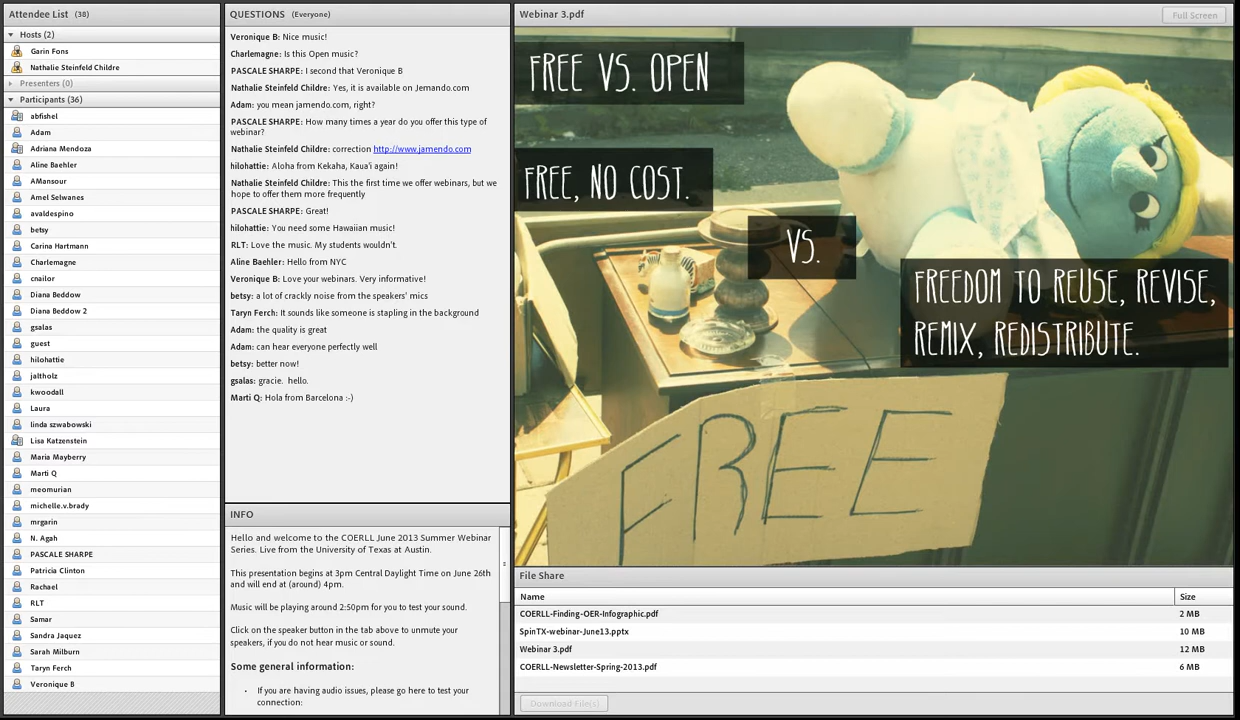 Attendee List (38)
Hosts (2)
Garin Fons
Nathalie Steinfeld Childre
Presenters (0)
Participants (36)
abfishel
Adam
Adriana Mendoza
Aline Baehler
AMansour
Amel Selwanes
avaldespino
betsy
Carina Hartmann
Charlemagne
cnailor
Diana Beddow
Diana Beddow 2
gsalas
guest
hilohattie
jaltholz
kwoodall
Laura
linda szwabowski
Lisa Katzenstein
Maria Mayberry
Marti Q
meomurian
michelle.v.brady
mrgarin
N. Agah
PASCALE SHARPE
Patricia Clinton
Rachael
RLT
Samar
Sandra Jaquez
Sarah Milburn
Taryn Ferch
Veronique B
QUESTIONS (Everyone)
Veronique B: Nice music!
Charlemagne: Is this Open music?
PASCALE SHARPE: I second that Veronique B
Nathalie Steinfeld Childre: Yes, it is available on Jemando.com
Adam: you mean jamendo.com, right?
PASCALE SHARPE: How many times a year do you offer this type of
webinar?
Nathalie Steinfeld Childre: correction http://www.jamendo.com
hilohattie: Aloha from Kekaha, Kaua'i again!
Nathalie Steinfeld Childre: This the first time we offer webinars, but we
hope to offer them more frequently
PASCALE SHARPE: Great!
hilohattie: You need some Hawaiian music!
RLT: Love the music. My students wouldn't.
Aline Baehler: Hello from NYC
Veronique B: Love your webinars. Very informative!
betsy: a lot of crackly noise from the speakers' mics
Taryn Ferch: It sounds like someone is stapling in the background
Adam: the quality is great
Adam: can hear everyone perfectly well
betsy: better now!
gsalas: gracie. hello.
Marti Q: Hola from Barcelona :-)
INFO
Hello and welcome to the COERLL June 2013 Summer Webinar
Series. Live from the University of Texas at Austin.
This presentation begins at 3pm Central Daylight Time on June 26th
and will end at (around) 4pm.
Music will be playing around 2:50pm for you to test your sound.
Click on the speaker button in the tab above to unmute your
speakers, if you do not hear music or sound.
Some general information:
• If you are having audio issues, please go here to test your
connection:
Webinar 3.pdf
Full Screen
FREE VS. OPEN
FREE, NO COST.
VS.
FREEDOM TO REUSE, REVISE,
REMIX, REDISTRIBUTE.
FREE
File Share
Name Size
COERLL-Finding-OER-Infographic.pdf 2 MB
SpinTX-webinar-June13.pptx 10 MB
Webinar 3.pdf 12 MB
COERLL-Newsletter-Spring-2013.pdf 6 MB
Download File(s)